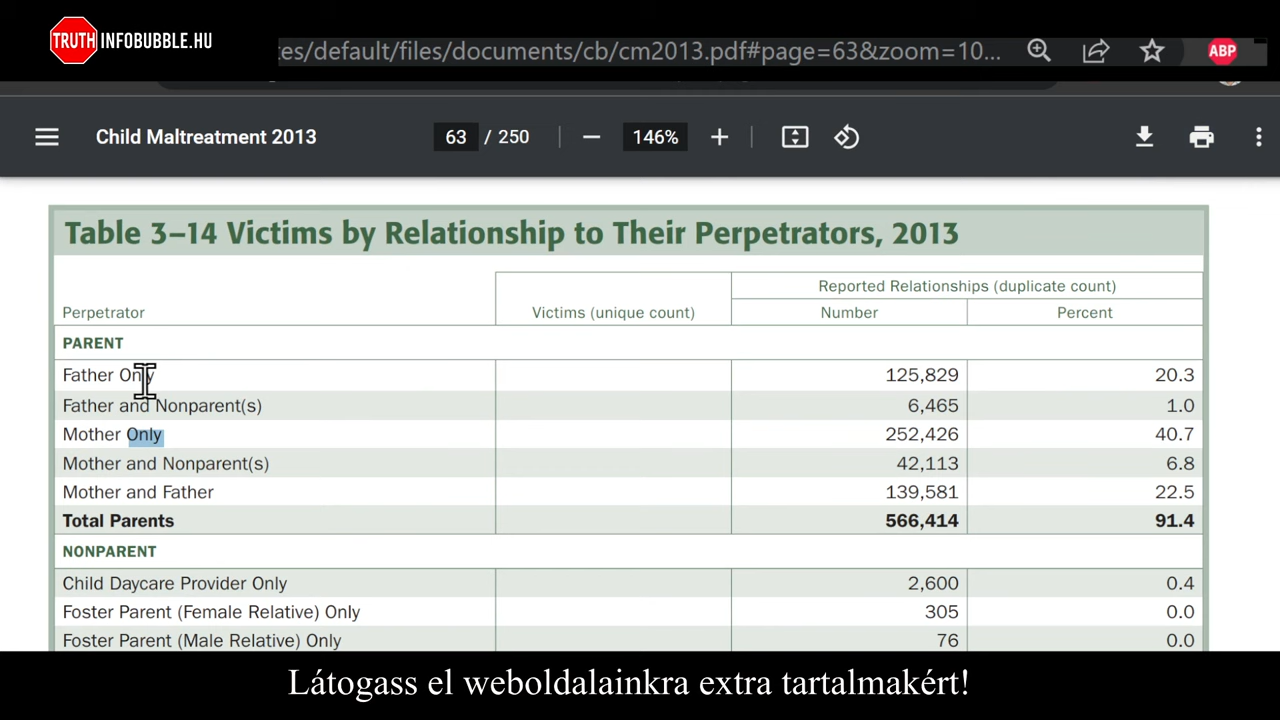 TRUTH INFOBUBBLE.HU
es/default/files/documents/cb/cm2013.pdf#page=63&zoom=10...
ABP
Child Maltreatment 2013
63 / 250
146%
Table 3–14 Victims by Relationship to Their Perpetrators, 2013
Reported Relationships (duplicate count)
Perpetrator Victims (unique count) Number Percent
PARENT
Father Only 125,829 20.3
Father and Nonparent(s) 6,465 1.0
Mother Only 252,426 40.7
Mother and Nonparent(s) 42,113 6.8
Mother and Father 139,581 22.5
Total Parents 566,414 91.4
NONPARENT
Child Daycare Provider Only 2,600 0.4
Foster Parent (Female Relative) Only 305 0.0
Foster Parent (Male Relative) Only 76 0.0
Látogass el weboldalainkra extra tartalmakért!